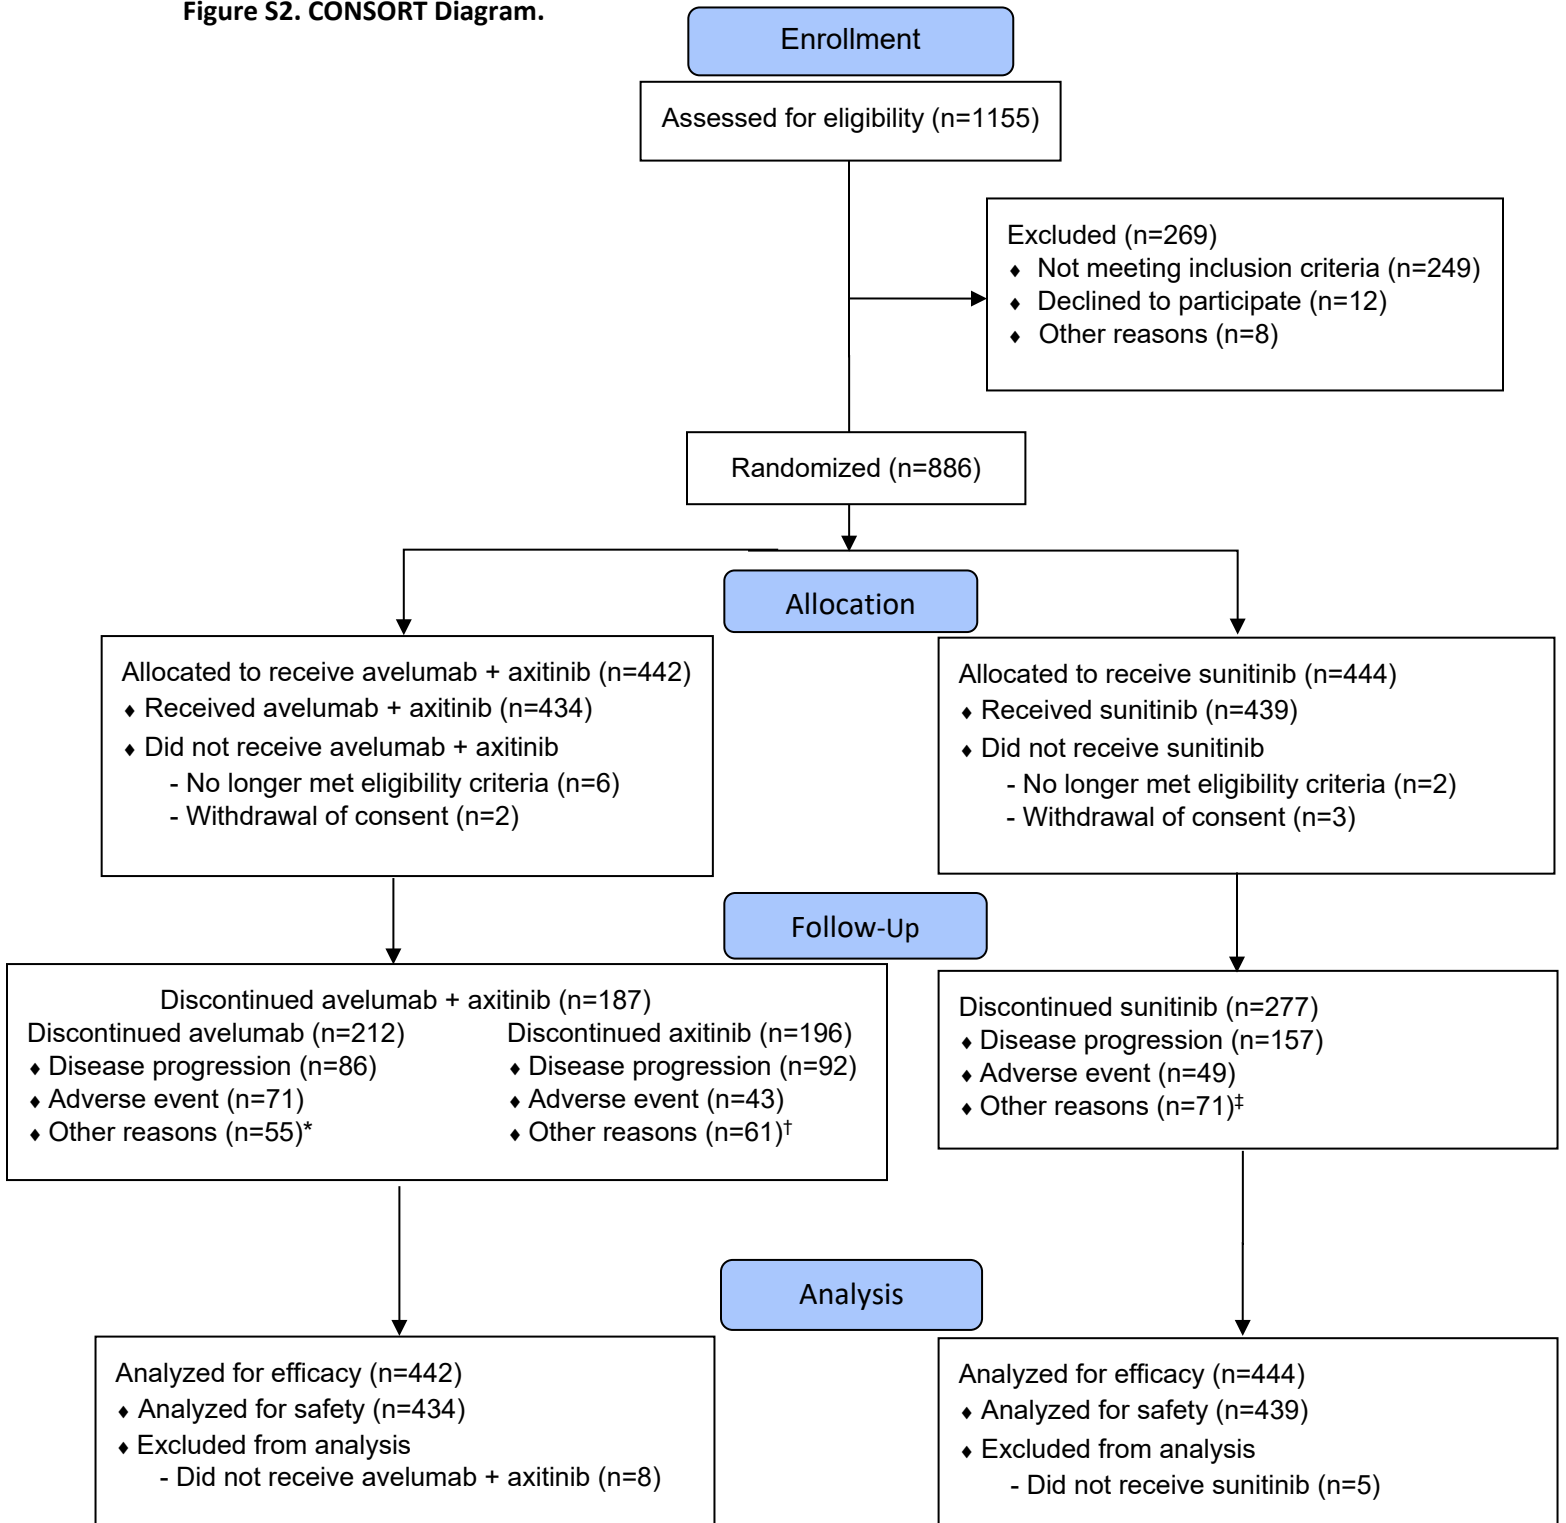 Figure S2. CONSORT Diagram.
Enrollment
Assessed for eligibility (n=1155)
Excluded (n=269)
♦ Not meeting inclusion criteria (n=249)
♦ Declined to participate (n=12)
♦ Other reasons (n=8)
Randomized (n=886)
Allocation
Allocated to receive avelumab + axitinib (n=442)
♦ Received avelumab + axitinib (n=434)
♦ Did not receive avelumab + axitinib
- No longer met eligibility criteria (n=6)
- Withdrawal of consent (n=2)
Allocated to receive sunitinib (n=444)
♦ Received sunitinib (n=439)
♦ Did not receive sunitinib
- No longer met eligibility criteria (n=2)
- Withdrawal of consent (n=3)
Follow-Up
Discontinued avelumab + axitinib (n=187)
Discontinued avelumab (n=212)
♦ Disease progression (n=86)
♦ Adverse event (n=71)
♦ Other reasons (n=55)*
Discontinued axitinib (n=196)
♦ Disease progression (n=92)
♦ Adverse event (n=43)
♦ Other reasons (n=61)†
Discontinued sunitinib (n=277)
♦ Disease progression (n=157)
♦ Adverse event (n=49)
♦ Other reasons (n=71)‡
Analysis
Analyzed for efficacy (n=442)
♦ Analyzed for safety (n=434)
♦ Excluded from analysis
- Did not receive avelumab + axitinib (n=8)
Analyzed for efficacy (n=444)
♦ Analyzed for safety (n=439)
♦ Excluded from analysis
- Did not receive sunitinib (n=5)